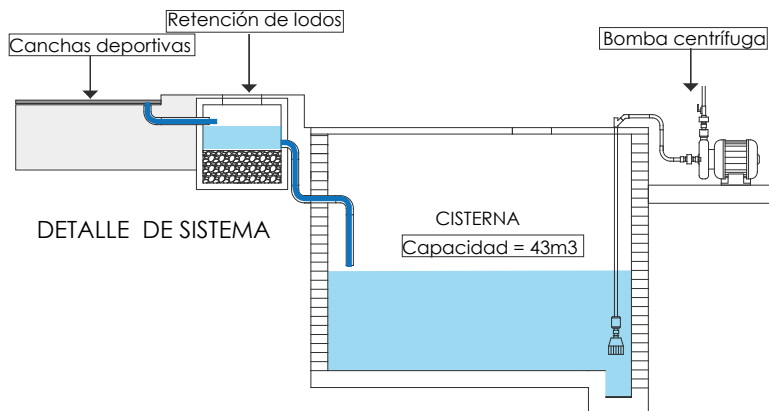 Retención de lodos
Canchas deportivas
Bomba centrífuga
DETALLE DE SISTEMA
CISTERNA
Capacidad = 43m3